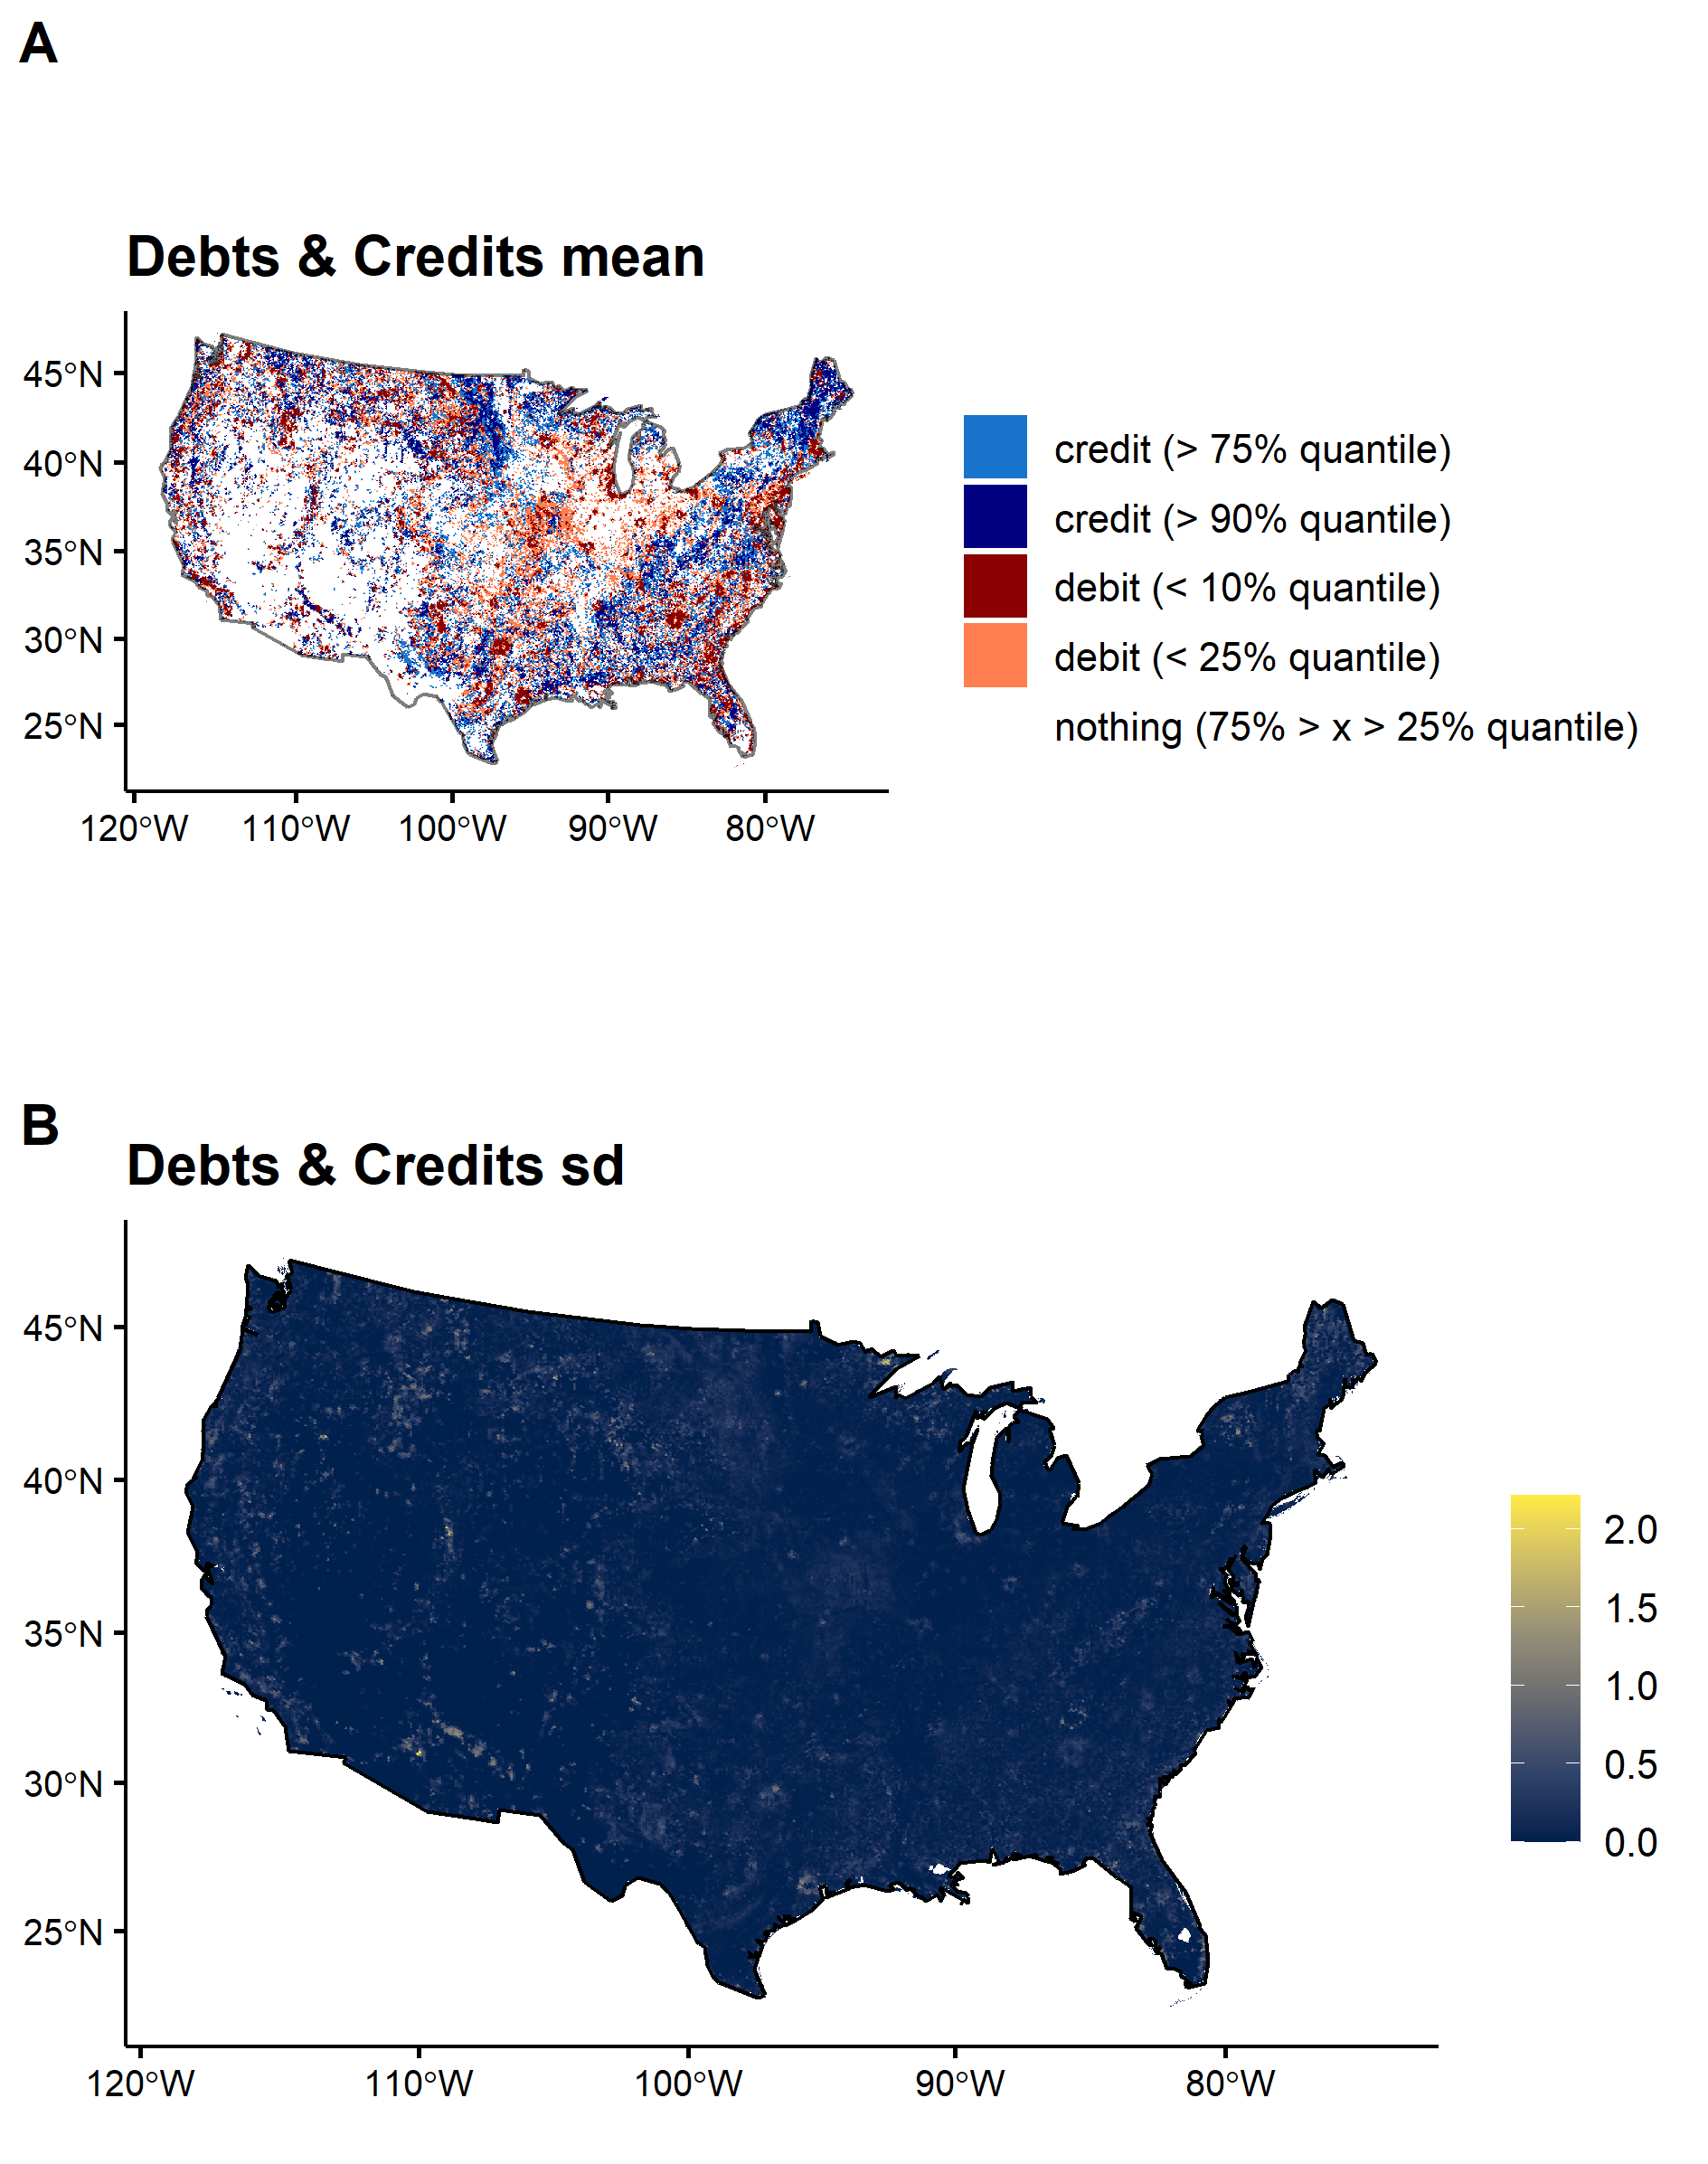 A
Debts & Credits mean
45°N
40°N
35°N
30°N
25°N
120°W 110°W 100°W 90°W 80°W
credit (> 75% quantile)
credit (> 90% quantile)
debit (< 10% quantile)
debit (< 25% quantile)
nothing (75% > x > 25% quantile)
B
Debts & Credits sd
45°N
40°N
35°N
30°N
25°N
120°W 110°W 100°W 90°W 80°W
2.0
1.5
1.0
0.5
0.0